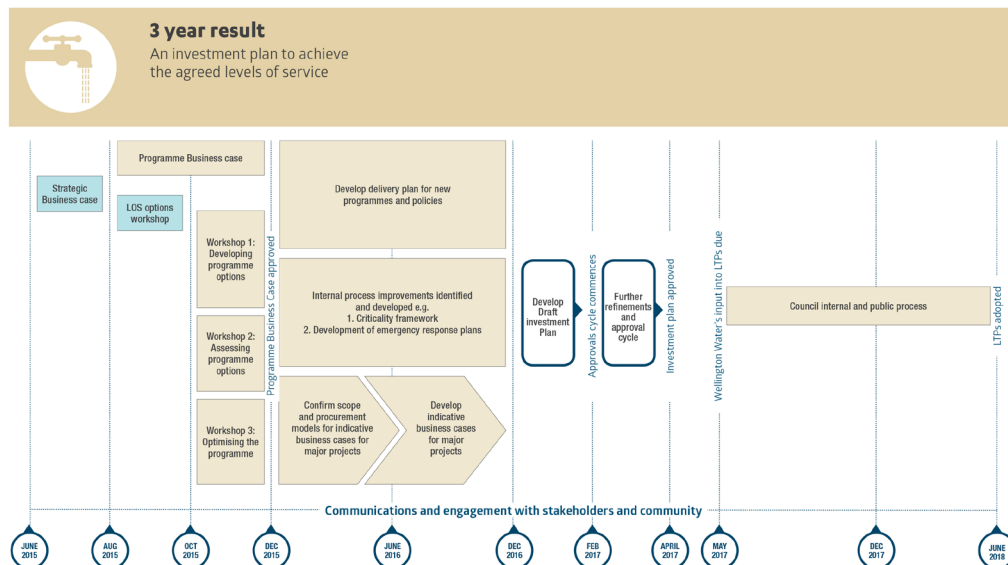 3 year result
An investment plan to achieve
the agreed levels of service
Strategic
Business case
Programme Business case
LOS options
workshop
Workshop 1:
Developing
programme
options
Workshop 2:
Assessing
programme
options
Workshop 3:
Optimising the
programme
Programme Business Case approved
Develop delivery plan for new
programmes and policies
Internal process improvements identified
and developed e.g.
1. Criticality framework
2. Development of emergency response plans
Confirm scope
and procurement
models for indicative
business cases for
major projects
Develop
indicative
business cases
for major
projects
Develop
Draft
investment
Plan
Approvals cycle commences
Further
refinements
and
approval
cycle
Investment plan approved
Wellington Water's input into LTPs due
Council internal and public process
LTPs adopted
Communications and engagement with stakeholders and community
JUNE
2015
AUG
2015
OCT
2015
DEC
2015
JUNE
2016
DEC
2016
FEB
2017
APRIL
2017
MAY
2017
DEC
2017
JUNE
2018